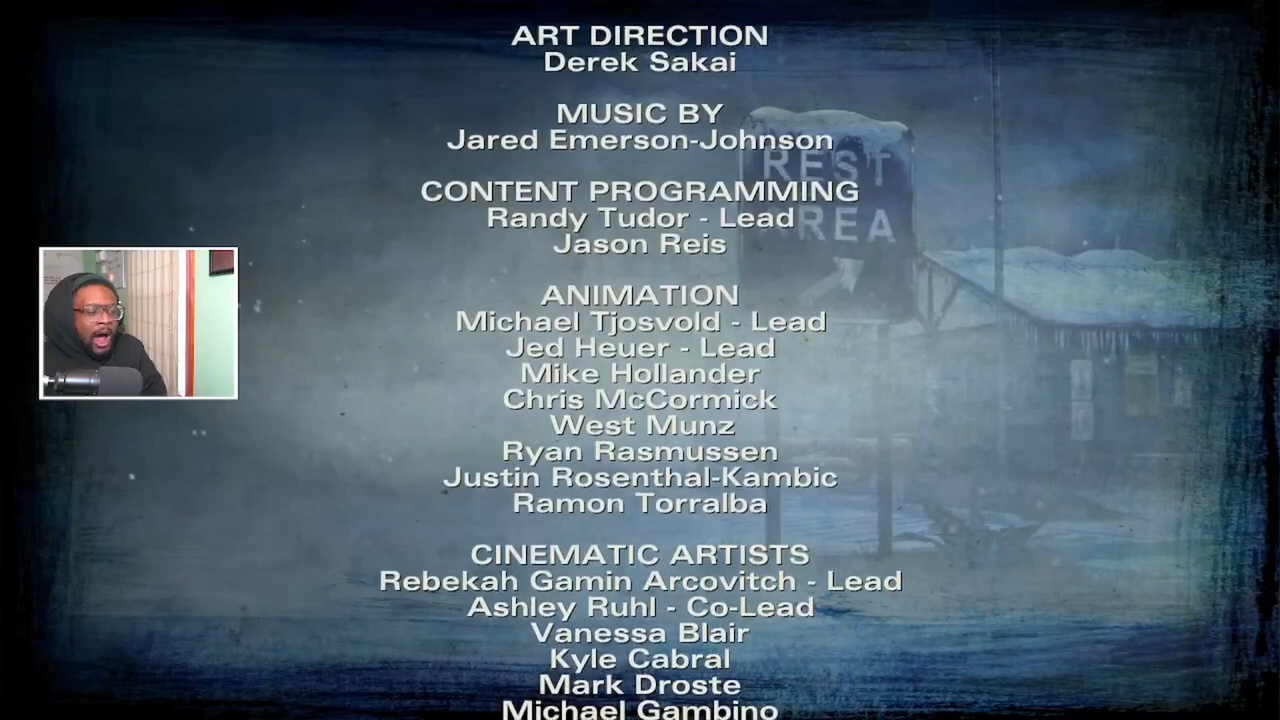 ART DIRECTION
Derek Sakai
MUSIC BY
Jared Emerson-Johnson
CONTENT PROGRAMMING
Randy Tudor - Lead
Jason Reis
ANIMATION
Michael Tjosvold - Lead
Jed Heuer - Lead
Mike Hollander
Chris McCormick
West Munz
Ryan Rasmussen
Justin Rosenthal-Kambic
Ramon Torralba
CINEMATIC ARTISTS
Rebekah Gamin Arcovitch - Lead
Ashley Ruhl - Co-Lead
Vanessa Blair
Kyle Cabral
Mark Droste
Michael Gambino
REST
AREA